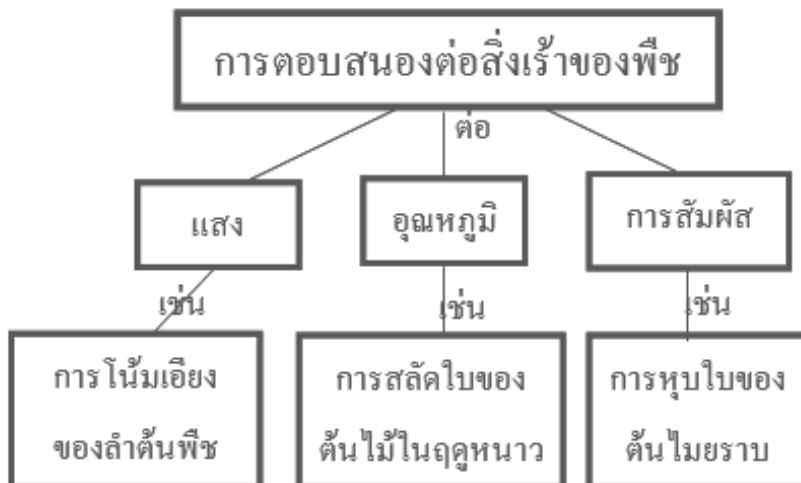 การตอบสนองต่อสิ่งเร้าของพืช
ต่อ
แสง
อุณหภูมิ
การสัมผัส
เช่น
เช่น
เช่น
การโน้มเอียง
ของลำต้นพืช
การสลัดใบของ
ต้นไม้ในฤดูหนาว
การหุบใบของ
ต้นไมยราบ